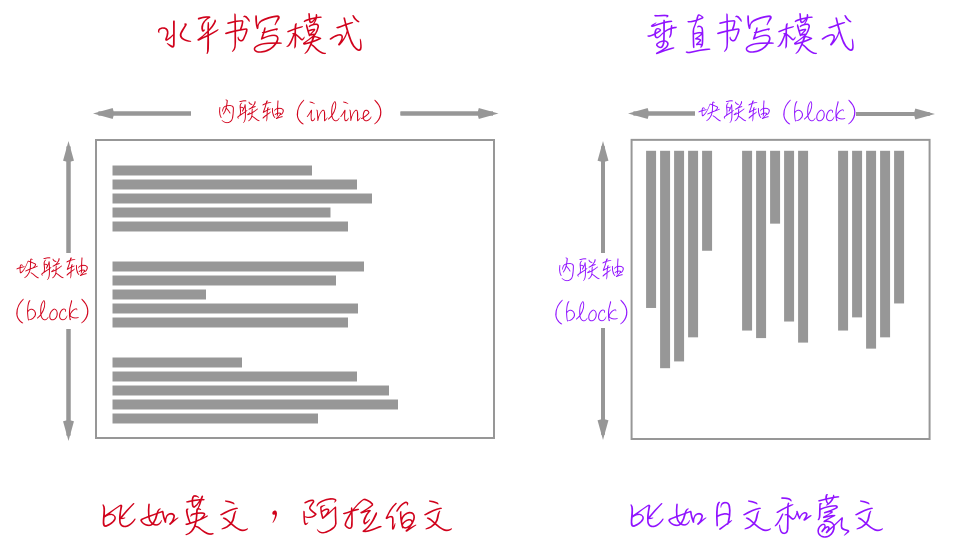 水平书写模式
内联轴 (inline)
块联轴
(block)
比如英文，阿拉伯文
垂直书写模式
块联轴 (block)
内联轴
(block)
比如日文和蒙文